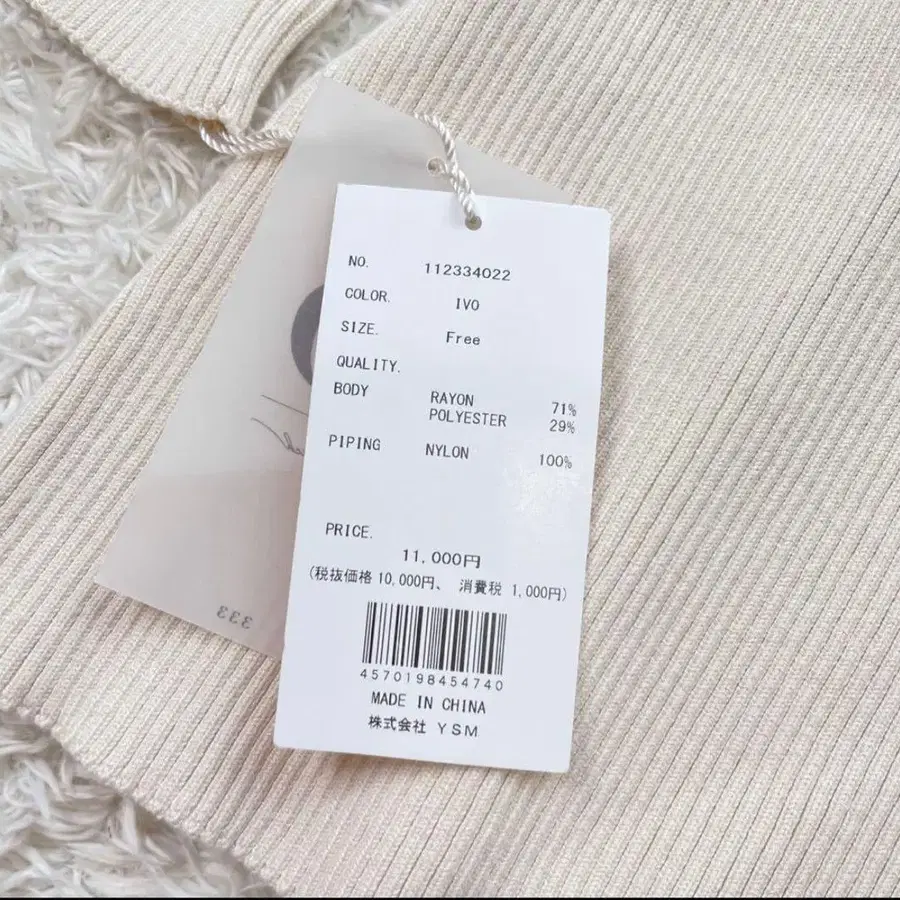 NO. 112334022
COLOR. IVO
SIZE. Free
QUALITY.
BODY RAYON 71%
POLYESTER 29%
PIPING NYLON 100%
PRICE.
11,000円
(税抜価格 10,000円、 消費税 1,000円)
4570198454740
MADE IN CHINA
株式会社 YSM
333